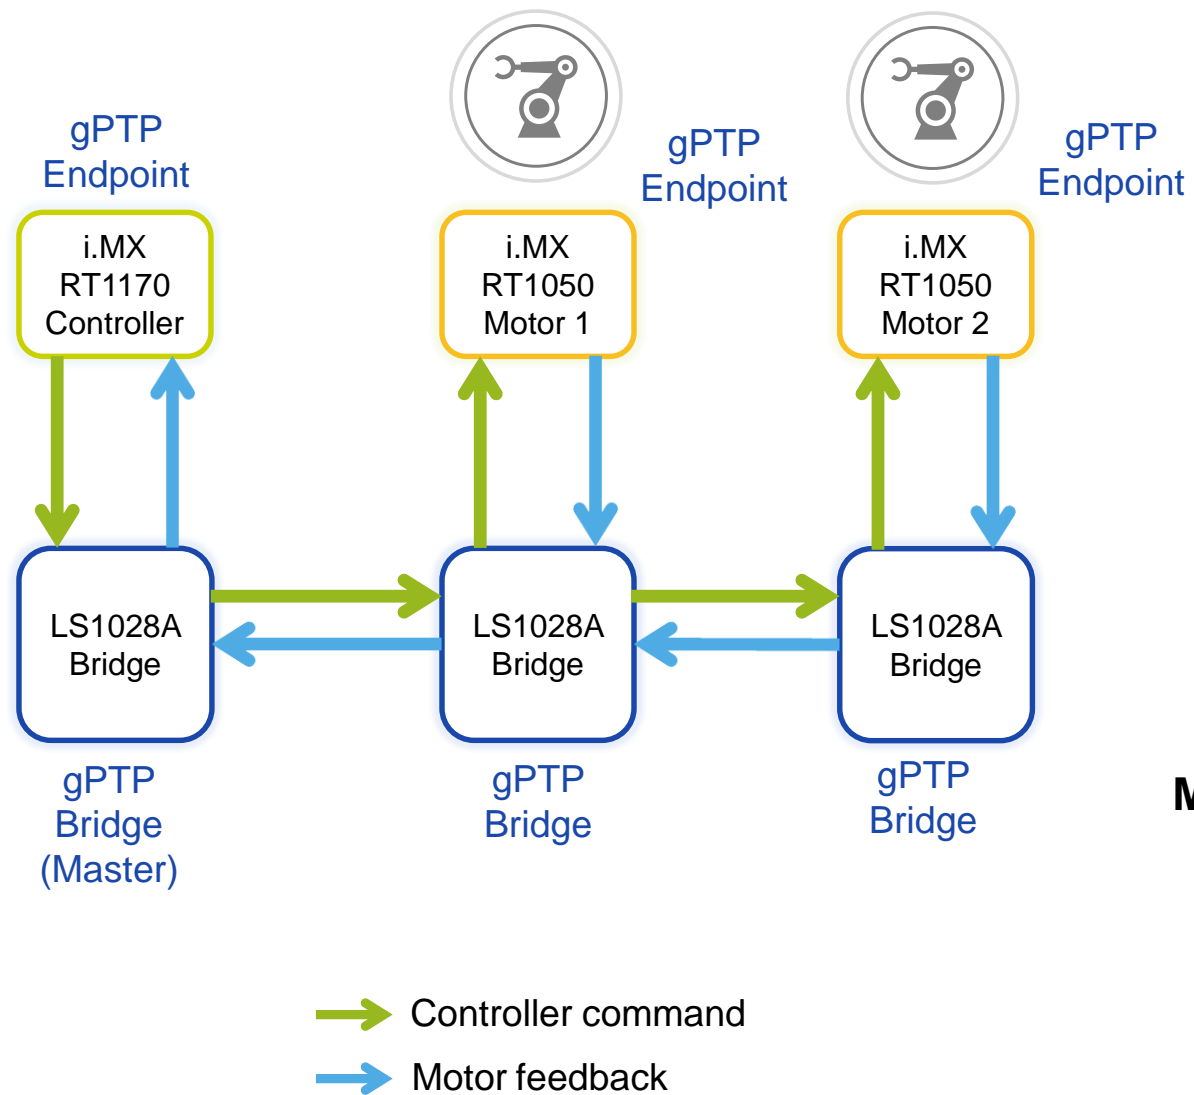 gPTP
Endpoint
gPTP
Endpoint
gPTP
Endpoint
i.MX
RT1170
Controller
i.MX
RT1050
Motor 1
i.MX
RT1050
Motor 2
LS1028A
Bridge
LS1028A
Bridge
LS1028A
Bridge
gPTP
Bridge
(Master)
gPTP
Bridge
gPTP
Bridge
M
Controller command
Motor feedback